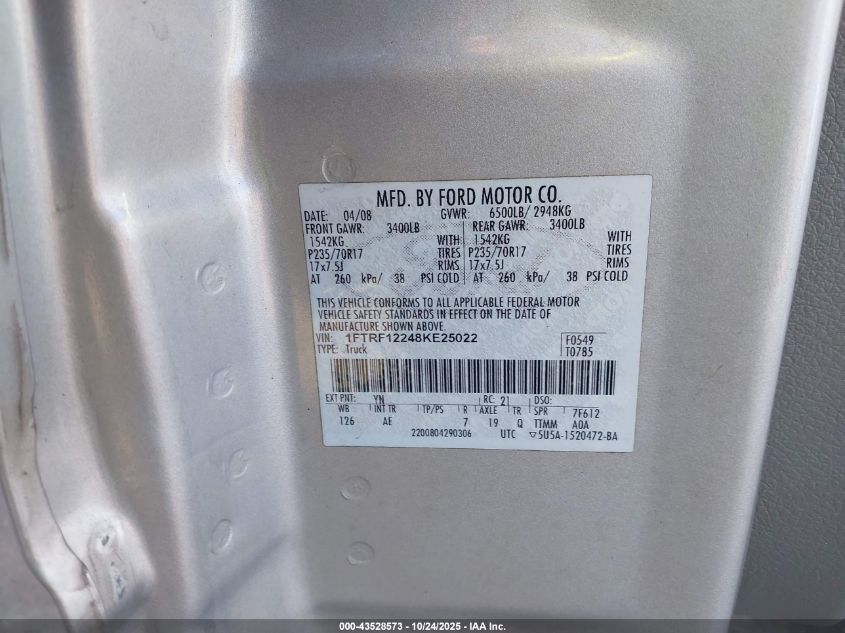 MFD. BY FORD MOTOR CO.
DATE: 04/08 GVWR: 6500LB/ 2948KG
FRONT GAWR: 3400LB REAR GAWR: 3400LB
1542KG WITH 1542KG WITH
P235/70R17 TIRES P235/70R17 TIRES
17x7.5J RIMS 17x7.5J RIMS
AT 260 kPa/ 38 PSI COLD AT 260 kPa/ 38 PSI COLD
THIS VEHICLE CONFORMS TO ALL APPLICABLE FEDERAL MOTOR
VEHICLE SAFETY STANDARDS IN EFFECT ON THE DATE OF
MANUFACTURE SHOWN ABOVE.
VIN: 1FTRF12248KE25022 F0549
TYPE: Truck T0785
EXT PNT: YN RC: 21 DSO:
WB INT TR TP/PS R AXLE TR SPR 7F612
126 AE 7 19 Q TTMM AOA
2200804290306 UTC ▽5U5A-1520472-BA
000-43528573 | 10/24/2025 | IAA Inc.